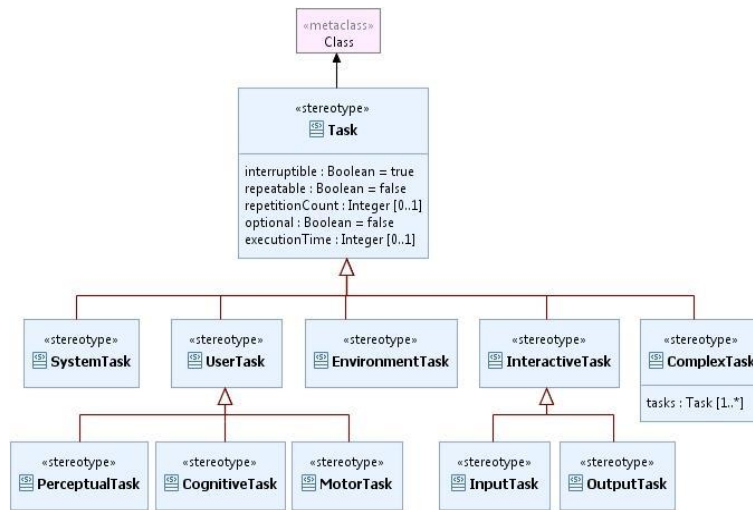 «metaclass»
Class
«stereotype»
Task
interruptible : Boolean = true
repeatable : Boolean = false
repetitionCount : Integer [0..1]
optional : Boolean = false
executionTime : Integer [0..1]
«stereotype»
SystemTask
«stereotype»
UserTask
«stereotype»
EnvironmentTask
«stereotype»
InteractiveTask
«stereotype»
ComplexTask
tasks : Task [1..*]
«stereotype»
PerceptualTask
«stereotype»
CognitiveTask
«stereotype»
MotorTask
«stereotype»
InputTask
«stereotype»
OutputTask